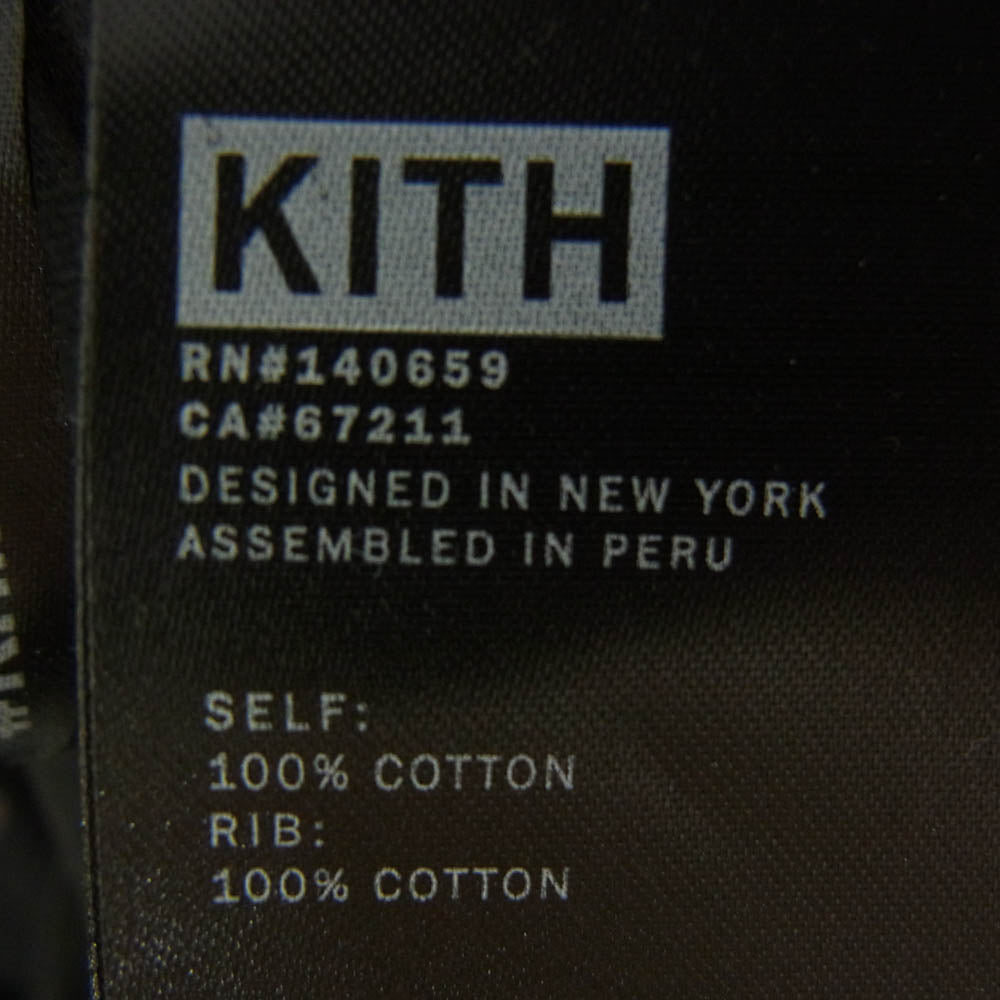 KITH
RN#140659
CA#67211
DESIGNED IN NEW YORK
ASSEMBLED IN PERU
SELF:
100% COTTON
RIB:
100% COTTON